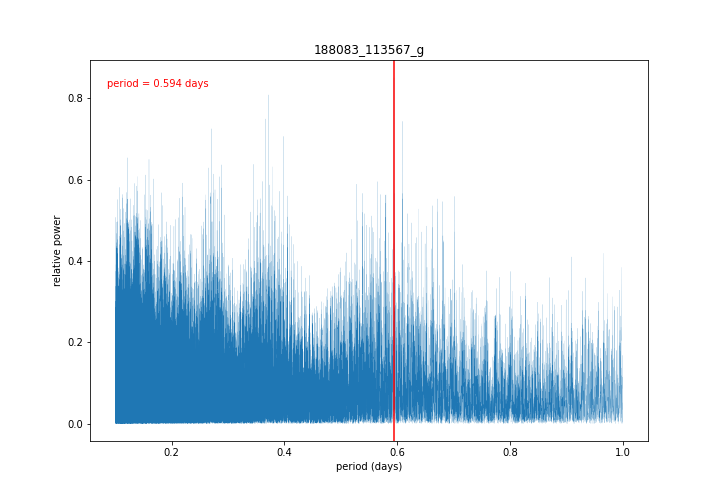 188083_113567_g
period = 0.594 days
0.8
0.6
0.4
0.2
0.0
relative power
0.2 0.4 0.6 0.8 1.0
period (days)